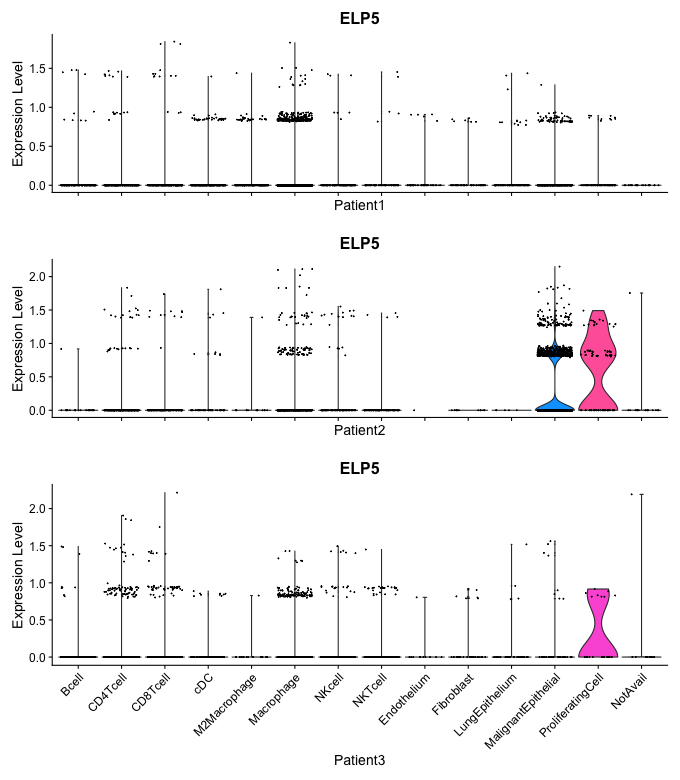 ELP5
Expression Level
1.5
1.0
0.5
0.0
Patient1
ELP5
Expression Level
2.0
1.5
1.0
0.5
0.0
Patient2
ELP5
Expression Level
2.0
1.5
1.0
0.5
0.0
Bcell
CD4Tcell
CD8Tcell
cDC
M2Macrophage
Macrophage
NKcell
NKTcell
Endothelium
Fibroblast
LungEpithelium
MalignantEpithelial
ProliferatingCell
NotAvail
Patient3